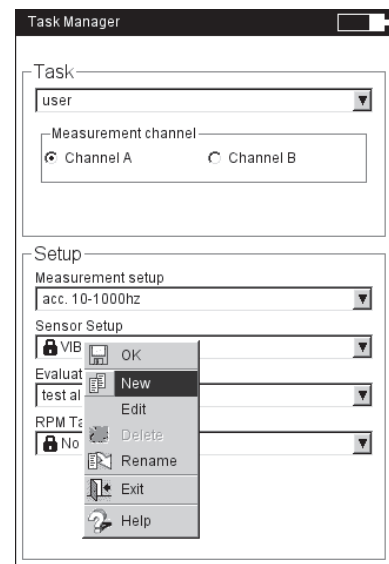 Task Manager
Task
user
Measurement channel
Channel A Channel B
Setup
Measurement setup
acc. 10-1000hz
Sensor Setup
VIB
OK
Evaluat
New
test al
Edit
RPM Ta
Delete
No
Rename
Exit
Help